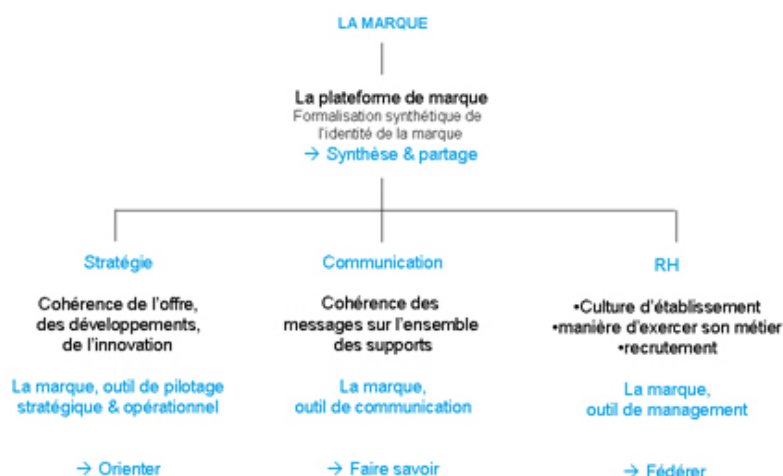 LA MARQUE
La plateforme de marque
Formalisation synthétique de
l'identité de la marque
→ Synthèse & partage
Stratégie
Cohérence de l'offre,
des développements,
de l'innovation
La marque, outil de pilotage
stratégique & opérationnel
→ Orienter
Communication
Cohérence des
messages sur l'ensemble
des supports
La marque,
outil de communication
→ Faire savoir
RH
•Culture d'établissement
•manière d'exercer son métier
•recrutement
La marque,
outil de management
→ Fédérer